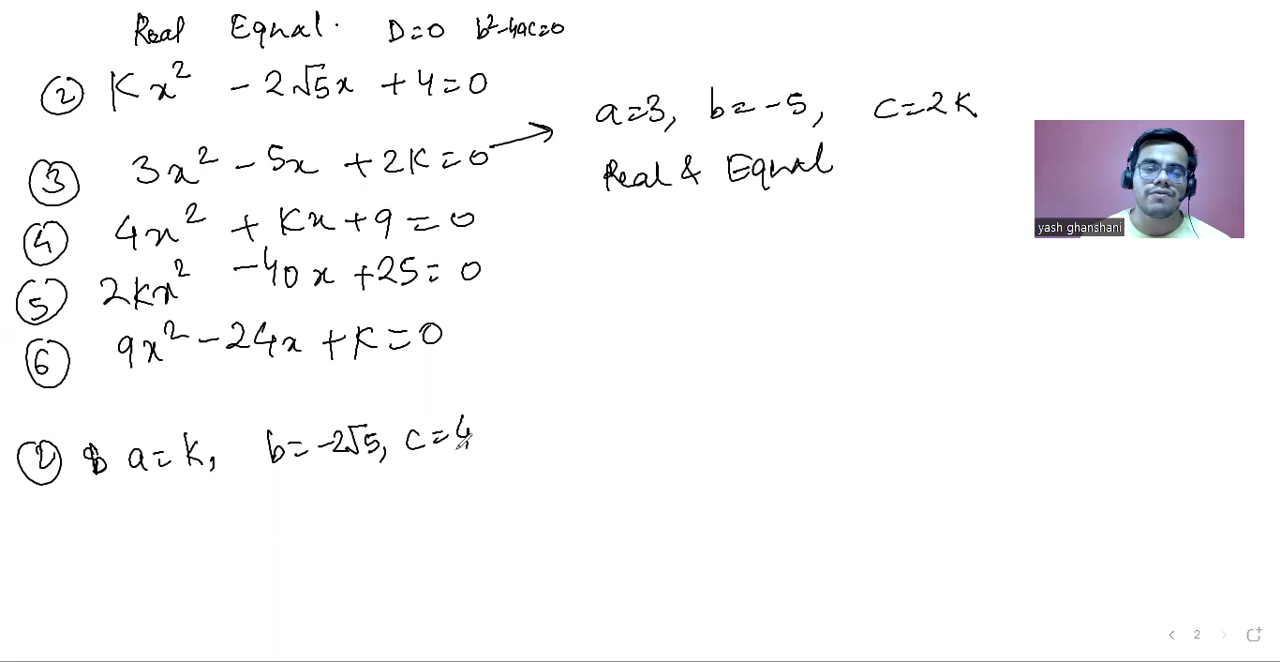 Real Equal. D=0 b²-4ac=0
② Kx² - 2√5x + 4=0
③ 3x² - 5x + 2K=0 →
④ 4x² + Kx + 9 = 0
⑤ 2Kx² - 40x + 25 = 0
⑥ 9x² - 24x + K = 0
a=3, b=-5, c=2K
Real & Equal
yash ghanshani
② a=K, b=-2√5, c=4
2